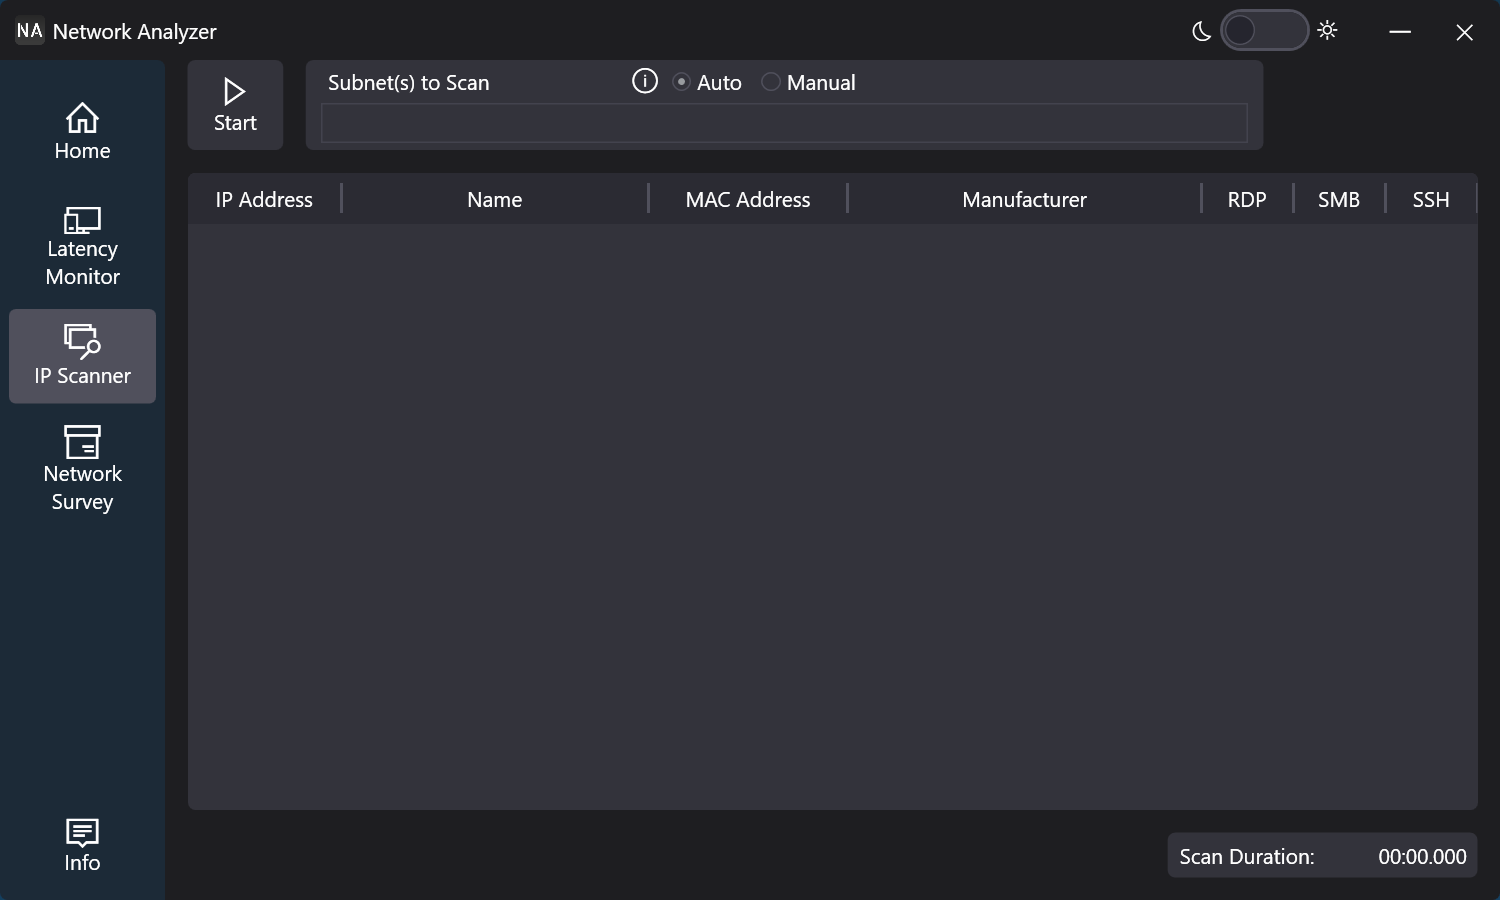 NA Network Analyzer
Home
Latency
Monitor
IP Scanner
Network
Survey
Info
Start
Subnet(s) to Scan
Auto
Manual
IP Address
Name
MAC Address
Manufacturer
RDP
SMB
SSH
Scan Duration: 00:00.000